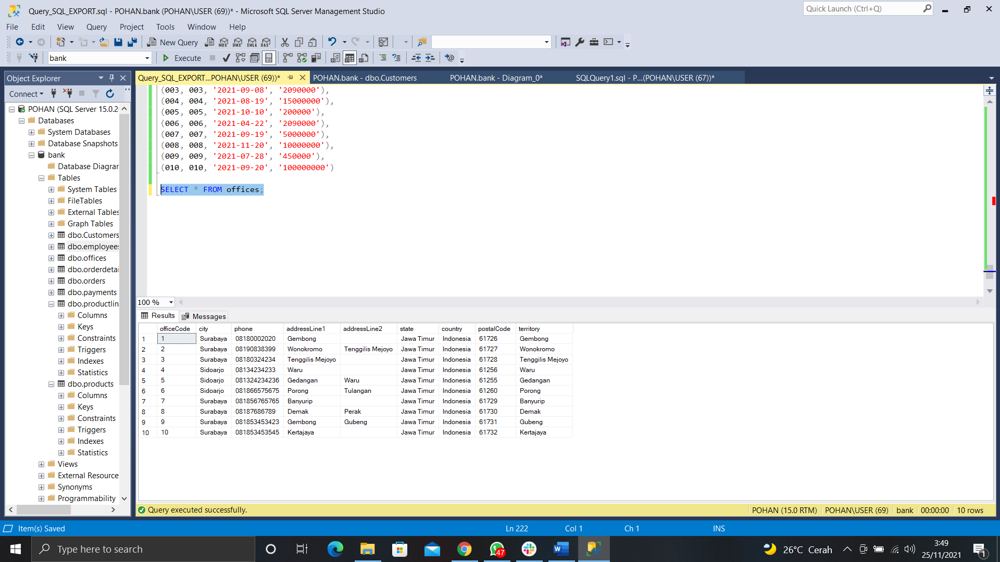 Query_SQL_EXPORT.sql - POHAN.bank (POHAN\USER (69))* - Microsoft SQL Server Management Studio
Quick Launch (Ctrl+Q)
File Edit View Query Project Tools Window Help
New Query
MDX DMX XMLA DAX
bank
Execute
Object Explorer
Query_SQL_EXPORT...POHAN\USER (69))*
POHAN.bank - dbo.Customers
POHAN.bank - Diagram_0*
SQLQuery1.sql - P...(POHAN\USER (67))*
Connect
POHAN (SQL Server 15.0.2
Databases
System Databases
Database Snapshots
bank
Database Diagrar
Tables
System Tables
FileTables
External Tables
Graph Tables
dbo.Customers
dbo.employees
dbo.offices
dbo.orderdetai
dbo.orders
dbo.payments
dbo.productlin
Columns
Keys
Constraints
Triggers
Indexes
Statistics
dbo.products
Columns
Keys
Constraints
Triggers
Indexes
Statistics
Views
External Resource
Synonyms
Programmability
(003, 003, '2021-09-08', '2090000'),
(004, 004, '2021-08-19', '15000000'),
(005, 005, '2021-10-10', '200000'),
(006, 006, '2021-04-22', '2090000'),
(007, 007, '2021-09-19', '5000000'),
(008, 008, '2021-11-20', '10000000'),
(009, 009, '2021-07-28', '450000'),
(010, 010, '2021-09-20', '100000000')
SELECT * FROM offices;
100 %
Results Messages
officeCode city phone addressLine1 addressLine2 state country postalCode territory
1 1 Surabaya 08180002020 Gembong Jawa Timur Indonesia 61726 Gembong
2 2 Surabaya 08190838399 Wonokromo Tenggilis Mejoyo Jawa Timur Indonesia 61727 Wonokromo
3 3 Surabaya 08180324234 Tenggilis Mejoyo Jawa Timur Indonesia 61728 Tenggilis Mejoyo
4 4 Sidoarjo 08134234233 Waru Jawa Timur Indonesia 61256 Waru
5 5 Sidoarjo 081324234236 Gedangan Waru Jawa Timur Indonesia 61255 Gedangan
6 6 Sidoarjo 081866575675 Porong Tulangan Jawa Timur Indonesia 61260 Porong
7 7 Surabaya 081856765765 Banyurip Jawa Timur Indonesia 61729 Banyurip
8 8 Surabaya 08187686789 Demak Perak Jawa Timur Indonesia 61730 Demak
9 9 Surabaya 081853453423 Gembong Gubeng Jawa Timur Indonesia 61731 Gubeng
10 10 Surabaya 081853453545 Kertajaya Jawa Timur Indonesia 61732 Kertajaya
Query executed successfully.
POHAN (15.0 RTM) POHAN\USER (69) bank 00:00:00 10 rows
Item(s) Saved
Ln 222 Col 1 Ch 1 INS
Type here to search
47
26°C Cerah
3:49
25/11/2021
1